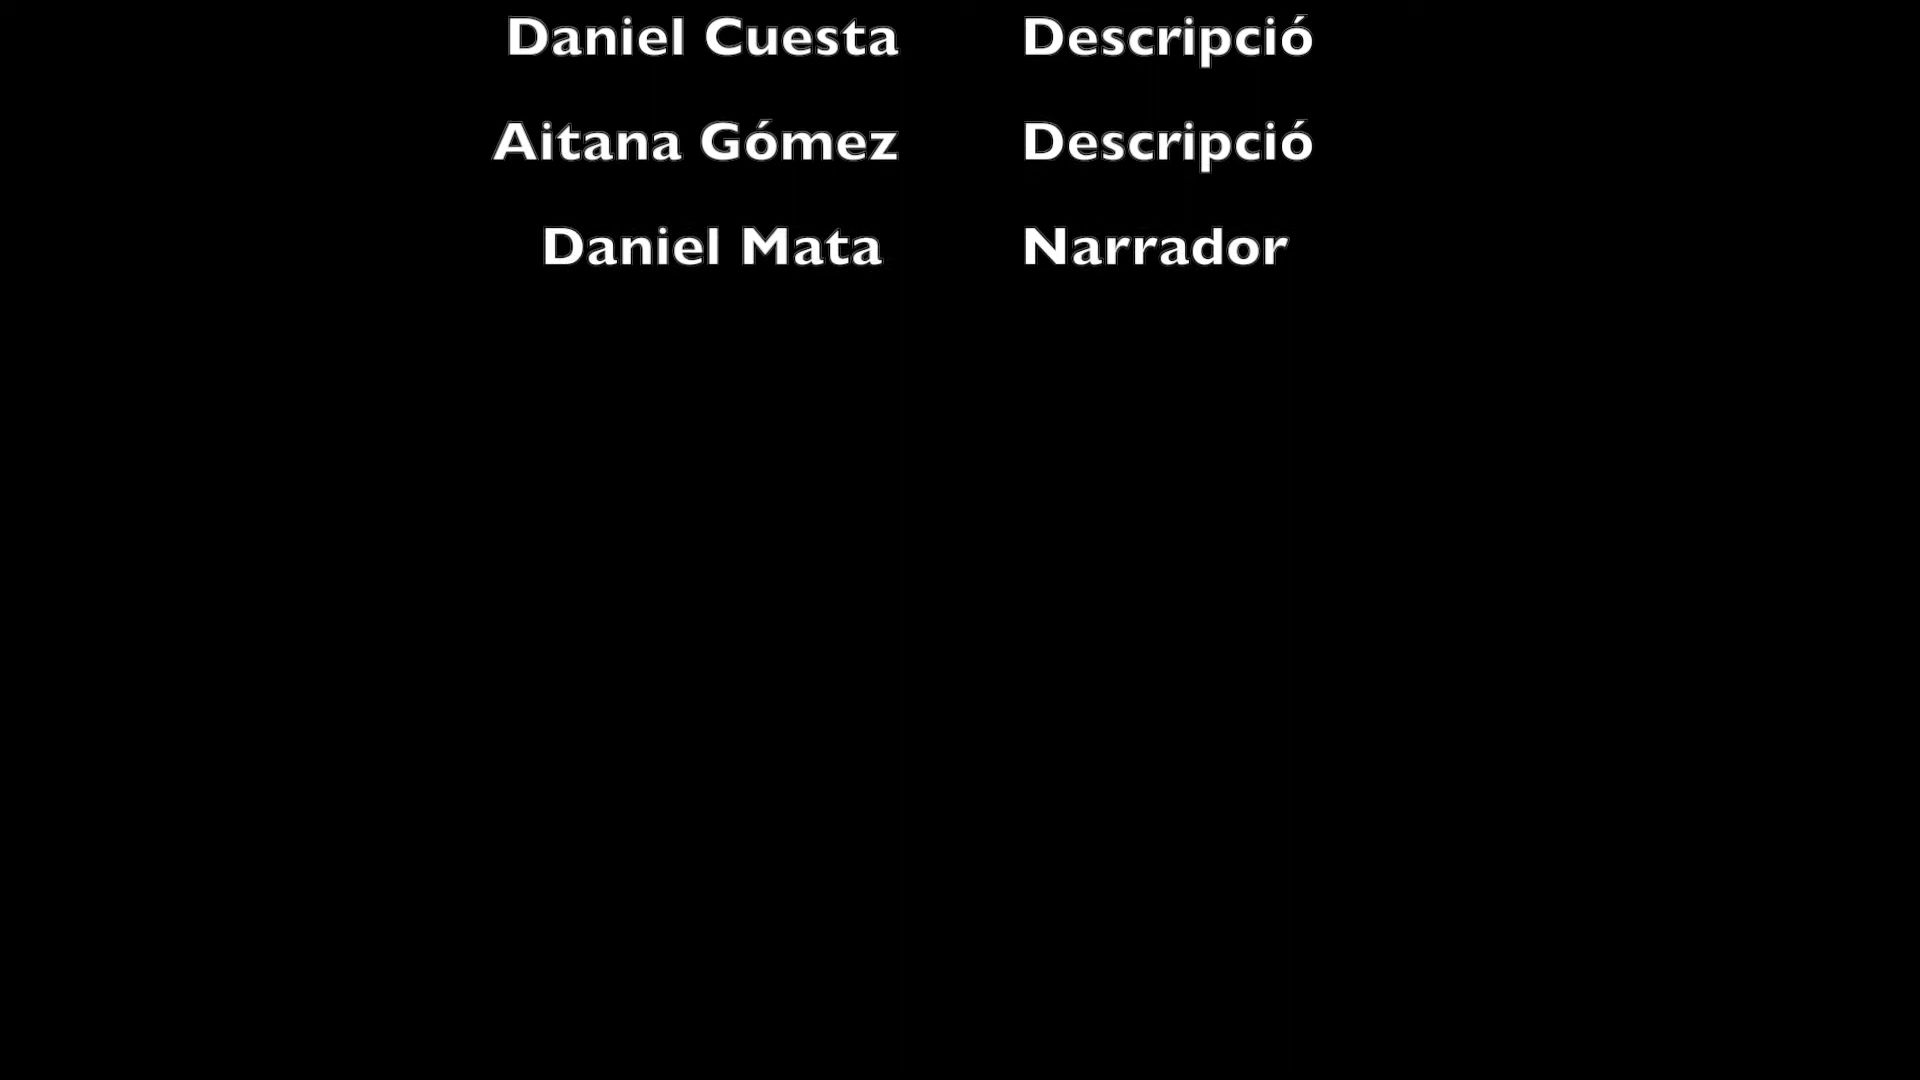 Daniel Cuesta Descripció
Aitana Gómez Descripció
Daniel Mata Narrador